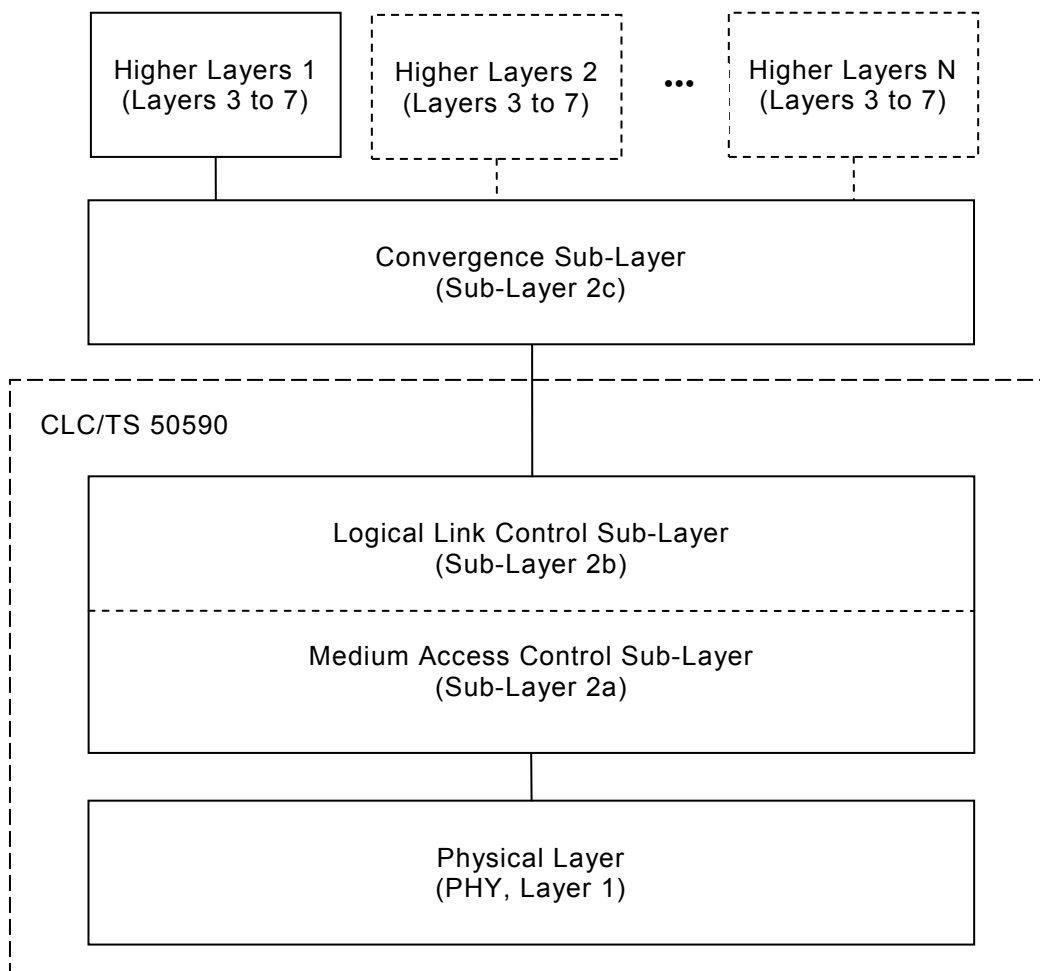 Higher Layers 1
(Layers 3 to 7)
Higher Layers 2
(Layers 3 to 7)
...
Higher Layers N
(Layers 3 to 7)
Convergence Sub-Layer
(Sub-Layer 2c)
CLC/TS 50590
Logical Link Control Sub-Layer
(Sub-Layer 2b)
Medium Access Control Sub-Layer
(Sub-Layer 2a)
Physical Layer
(PHY, Layer 1)